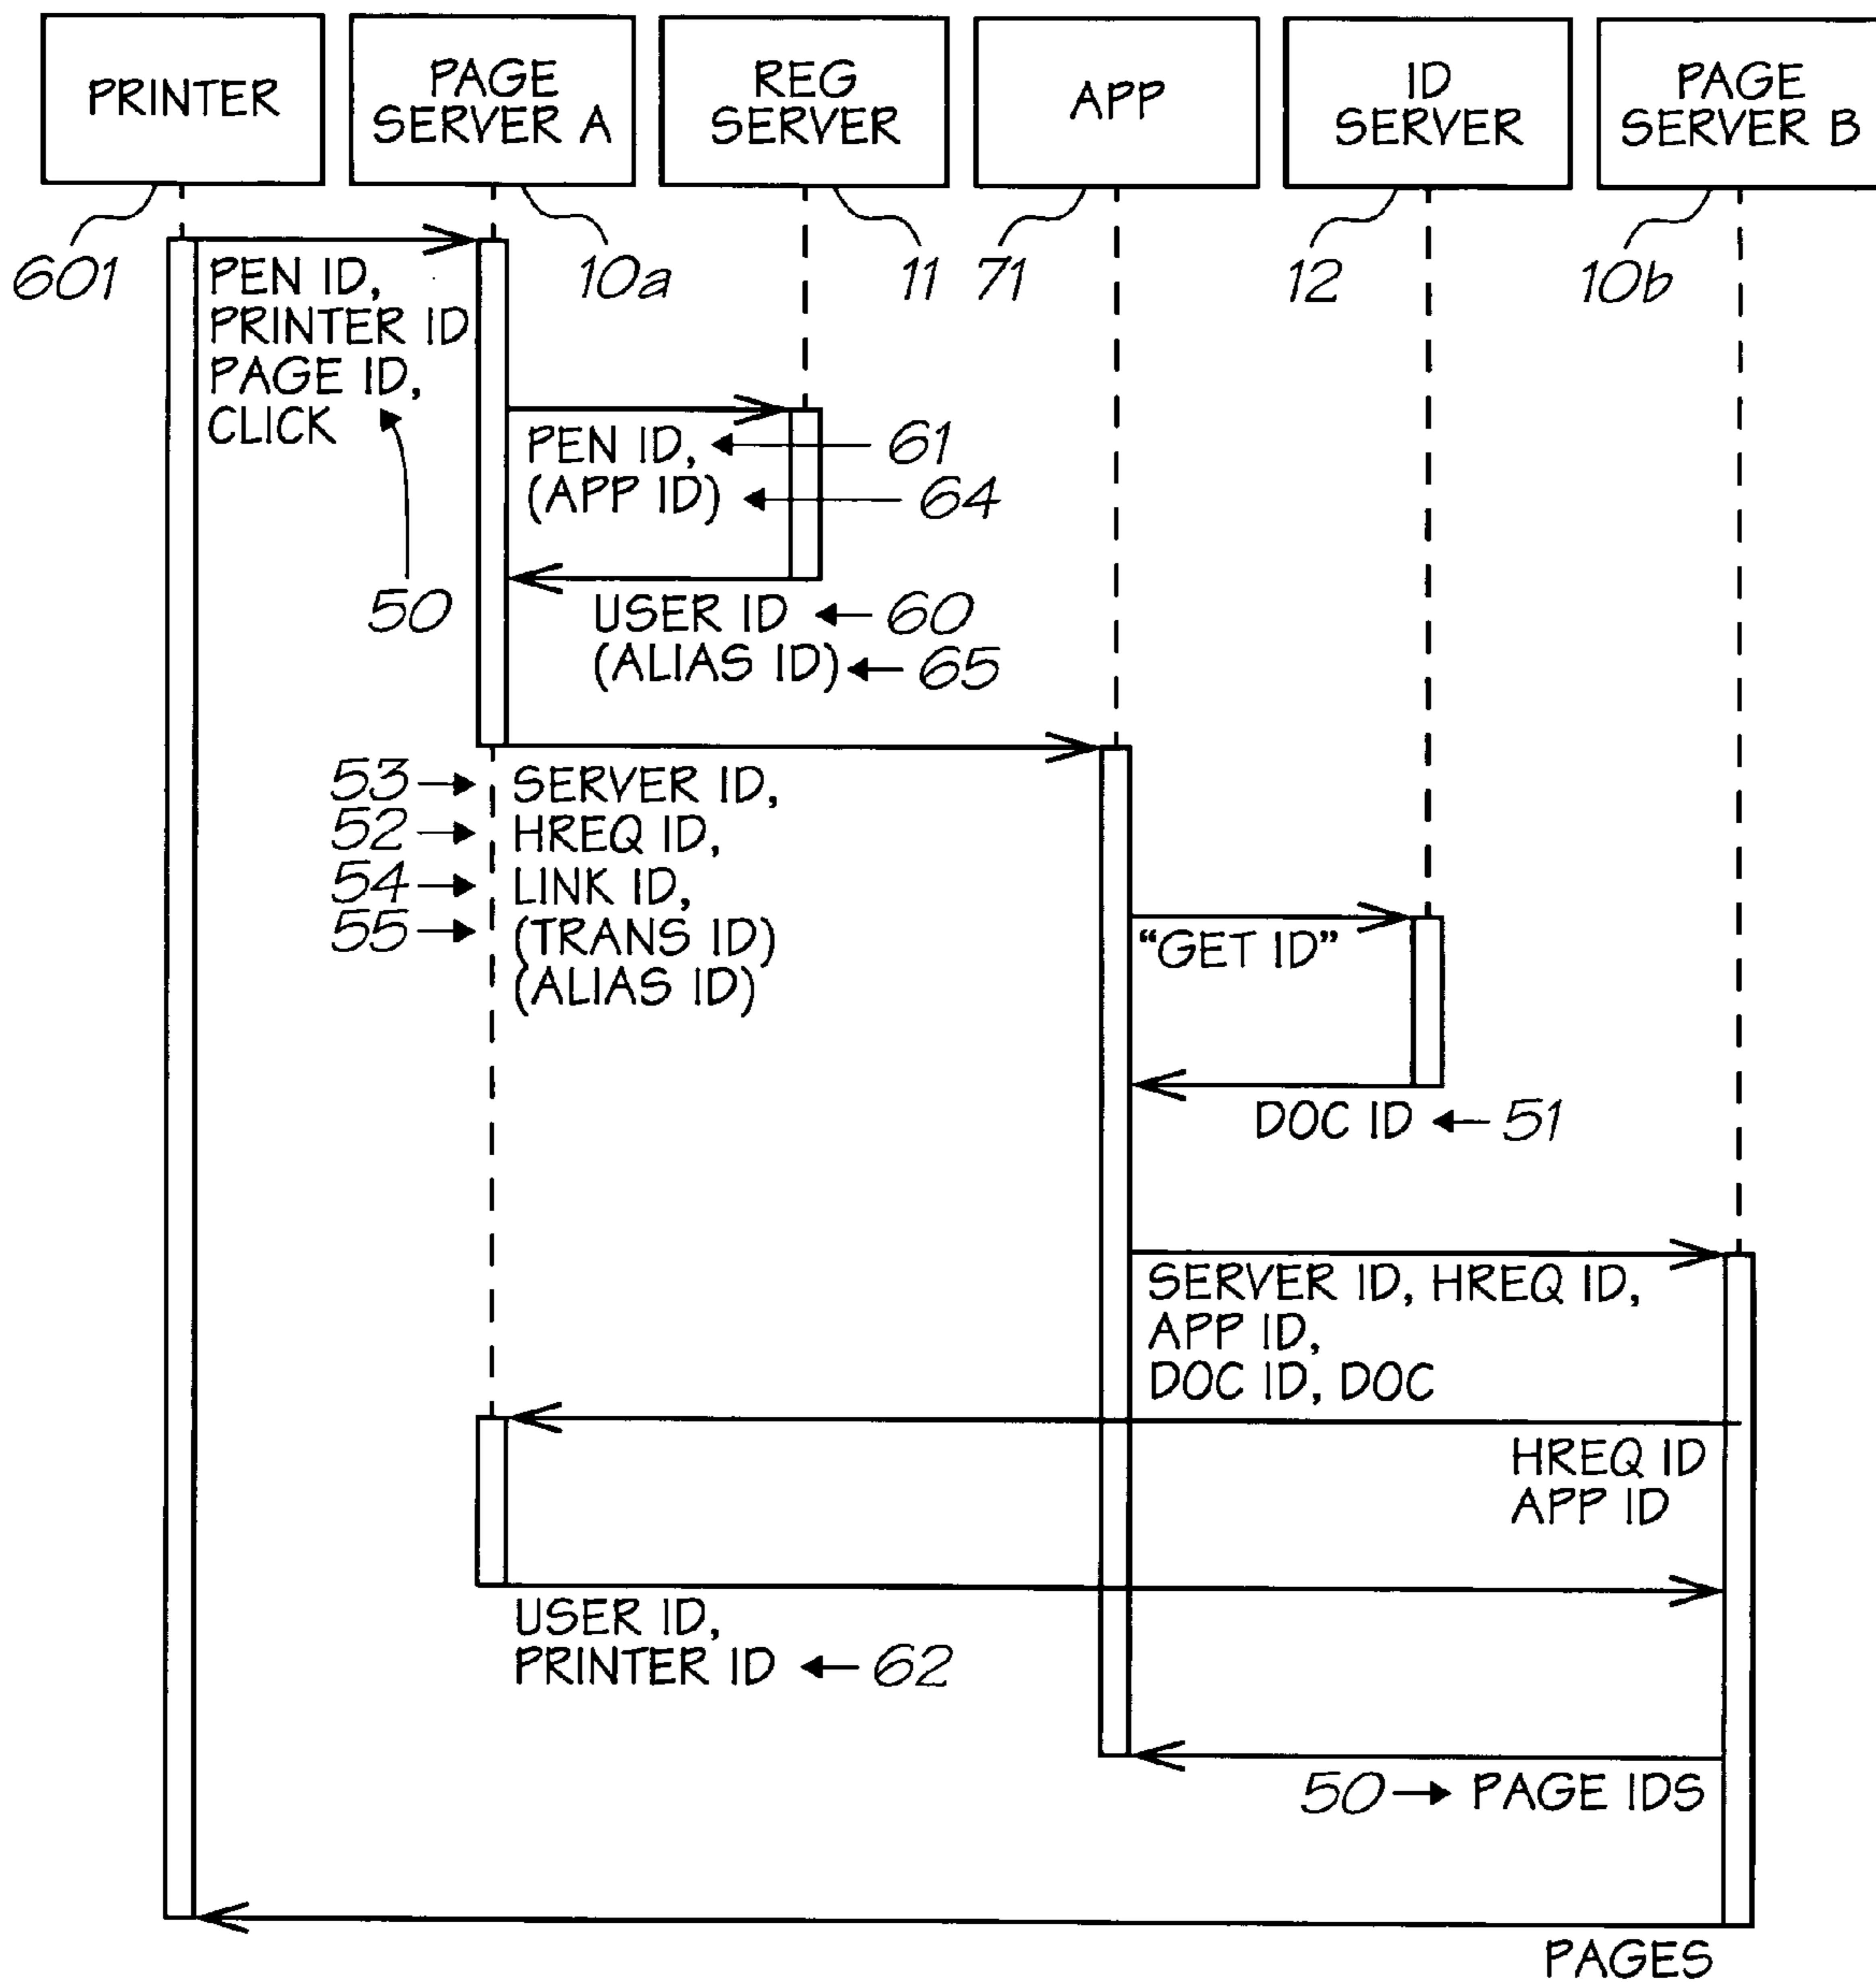 PRINTER
PAGE
SERVER A
REG
SERVER
APP
ID
SERVER
PAGE
SERVER B
601
10a
11
71
12
10b
PEN ID,
PRINTER ID
PAGE ID,
CLICK
50
PEN ID,
61
(APP ID)
64
USER ID
60
(ALIAS ID)
65
53
SERVER ID,
52
HREQ ID,
54
LINK ID,
55
(TRANS ID)
(ALIAS ID)
"GET ID"
DOC ID
51
SERVER ID, HREQ ID,
APP ID,
DOC ID, DOC
HREQ ID
APP ID
USER ID,
PRINTER ID
62
50
PAGE IDS
PAGES